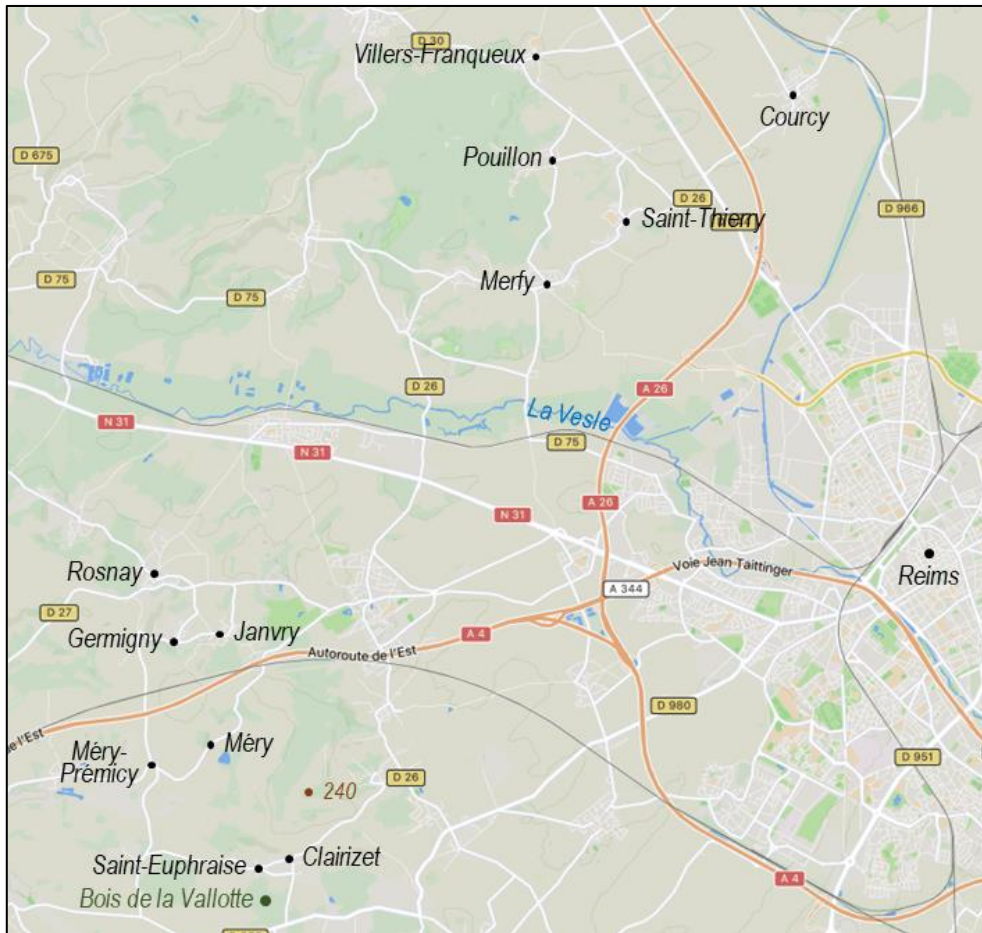 D 30
Villers-Franqueux
Courcy
D 675
Pouillon
D 26
Saint-Thierry
D 966
D 75
Merfy
D 75
A 26
D 26
La Vesle
N 31
D 75
N 31
A 26
N 31
Voie Jean Taittinger
Reims
Rosnay
A 344
D 27
Germigny
Janvry
A 4
Autoroute de l'Est
D 980
ue l'Est
Méry
Méry-
Prémicy
D 951
D 26
240
Clairizet
Saint-Euphraise
A 4
Bois de la Vallotte